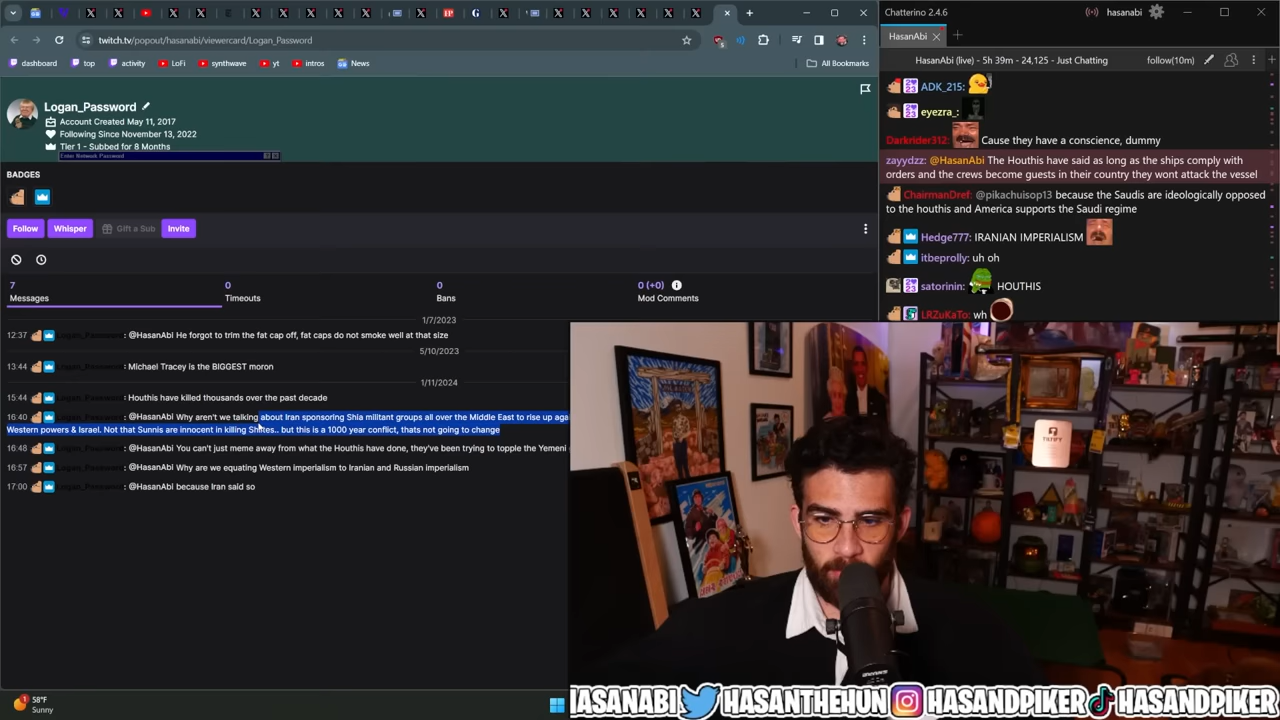 twitch.tv/popout/hasanabi/viewercard/Logan_Password
dashboard
top
activity
LoFi
synthwave
yt
intros
News
All Bookmarks
Logan_Password
Account Created May 11, 2017
Following Since November 13, 2022
Tier 1 - Subbed for 8 Months
Enter Network Password
BADGES
Follow
Whisper
Gift a Sub
Invite
7
0
0
0 (+0)
Messages
Timeouts
Bans
Mod Comments
1/7/2023
12:37 Logan_Password: @HasanAbi He forgot to trim the fat cap off, fat caps do not smoke well at that size
5/10/2023
13:44 Logan_Password: Michael Tracey is the BIGGEST moron
1/11/2024
15:44 Logan_Password: Houthis have killed thousands over the past decade
16:40 Logan_Password: @HasanAbi Why aren't we talking about Iran sponsoring Shia militant groups all over the Middle East to rise up aga
Western powers & Israel. Not that Sunnis are innocent in killing Shiites.. but this is a 1000 year conflict, thats not going to change
16:48 Logan_Password: @HasanAbi You can't just meme away from what the Houthis have done, they've been trying to topple the Yemeni
16:57 Logan_Password: @HasanAbi Why are we equating Western imperialism to Iranian and Russian imperialism
17:00 Logan_Password: @HasanAbi because Iran said so
58°F
Sunny
Chatterino 2.4.6
hasanabi
HasanAbi
HasanAbi (live) - 5h 39m - 24,125 - Just Chatting
follow(10m)
ADK_215:
eyezra_:
Darkrider312: Cause they have a conscience, dummy
zayydzz: @HasanAbi The Houthis have said as long as the ships comply with
orders and the crews become guests in their country they wont attack the vessel
ChairmanDref: @pikachuisop13 because the Saudis are ideologically opposed
to the houthis and America supports the Saudi regime
Hedge777: IRANIAN IMPERIALISM
itbeprolly: uh oh
satorinin: HOUTHIS
LRZuKaTo: wh
TILTIFY
HASANABI HASANTHEHUN HASANDPIKER HASANDPIKER